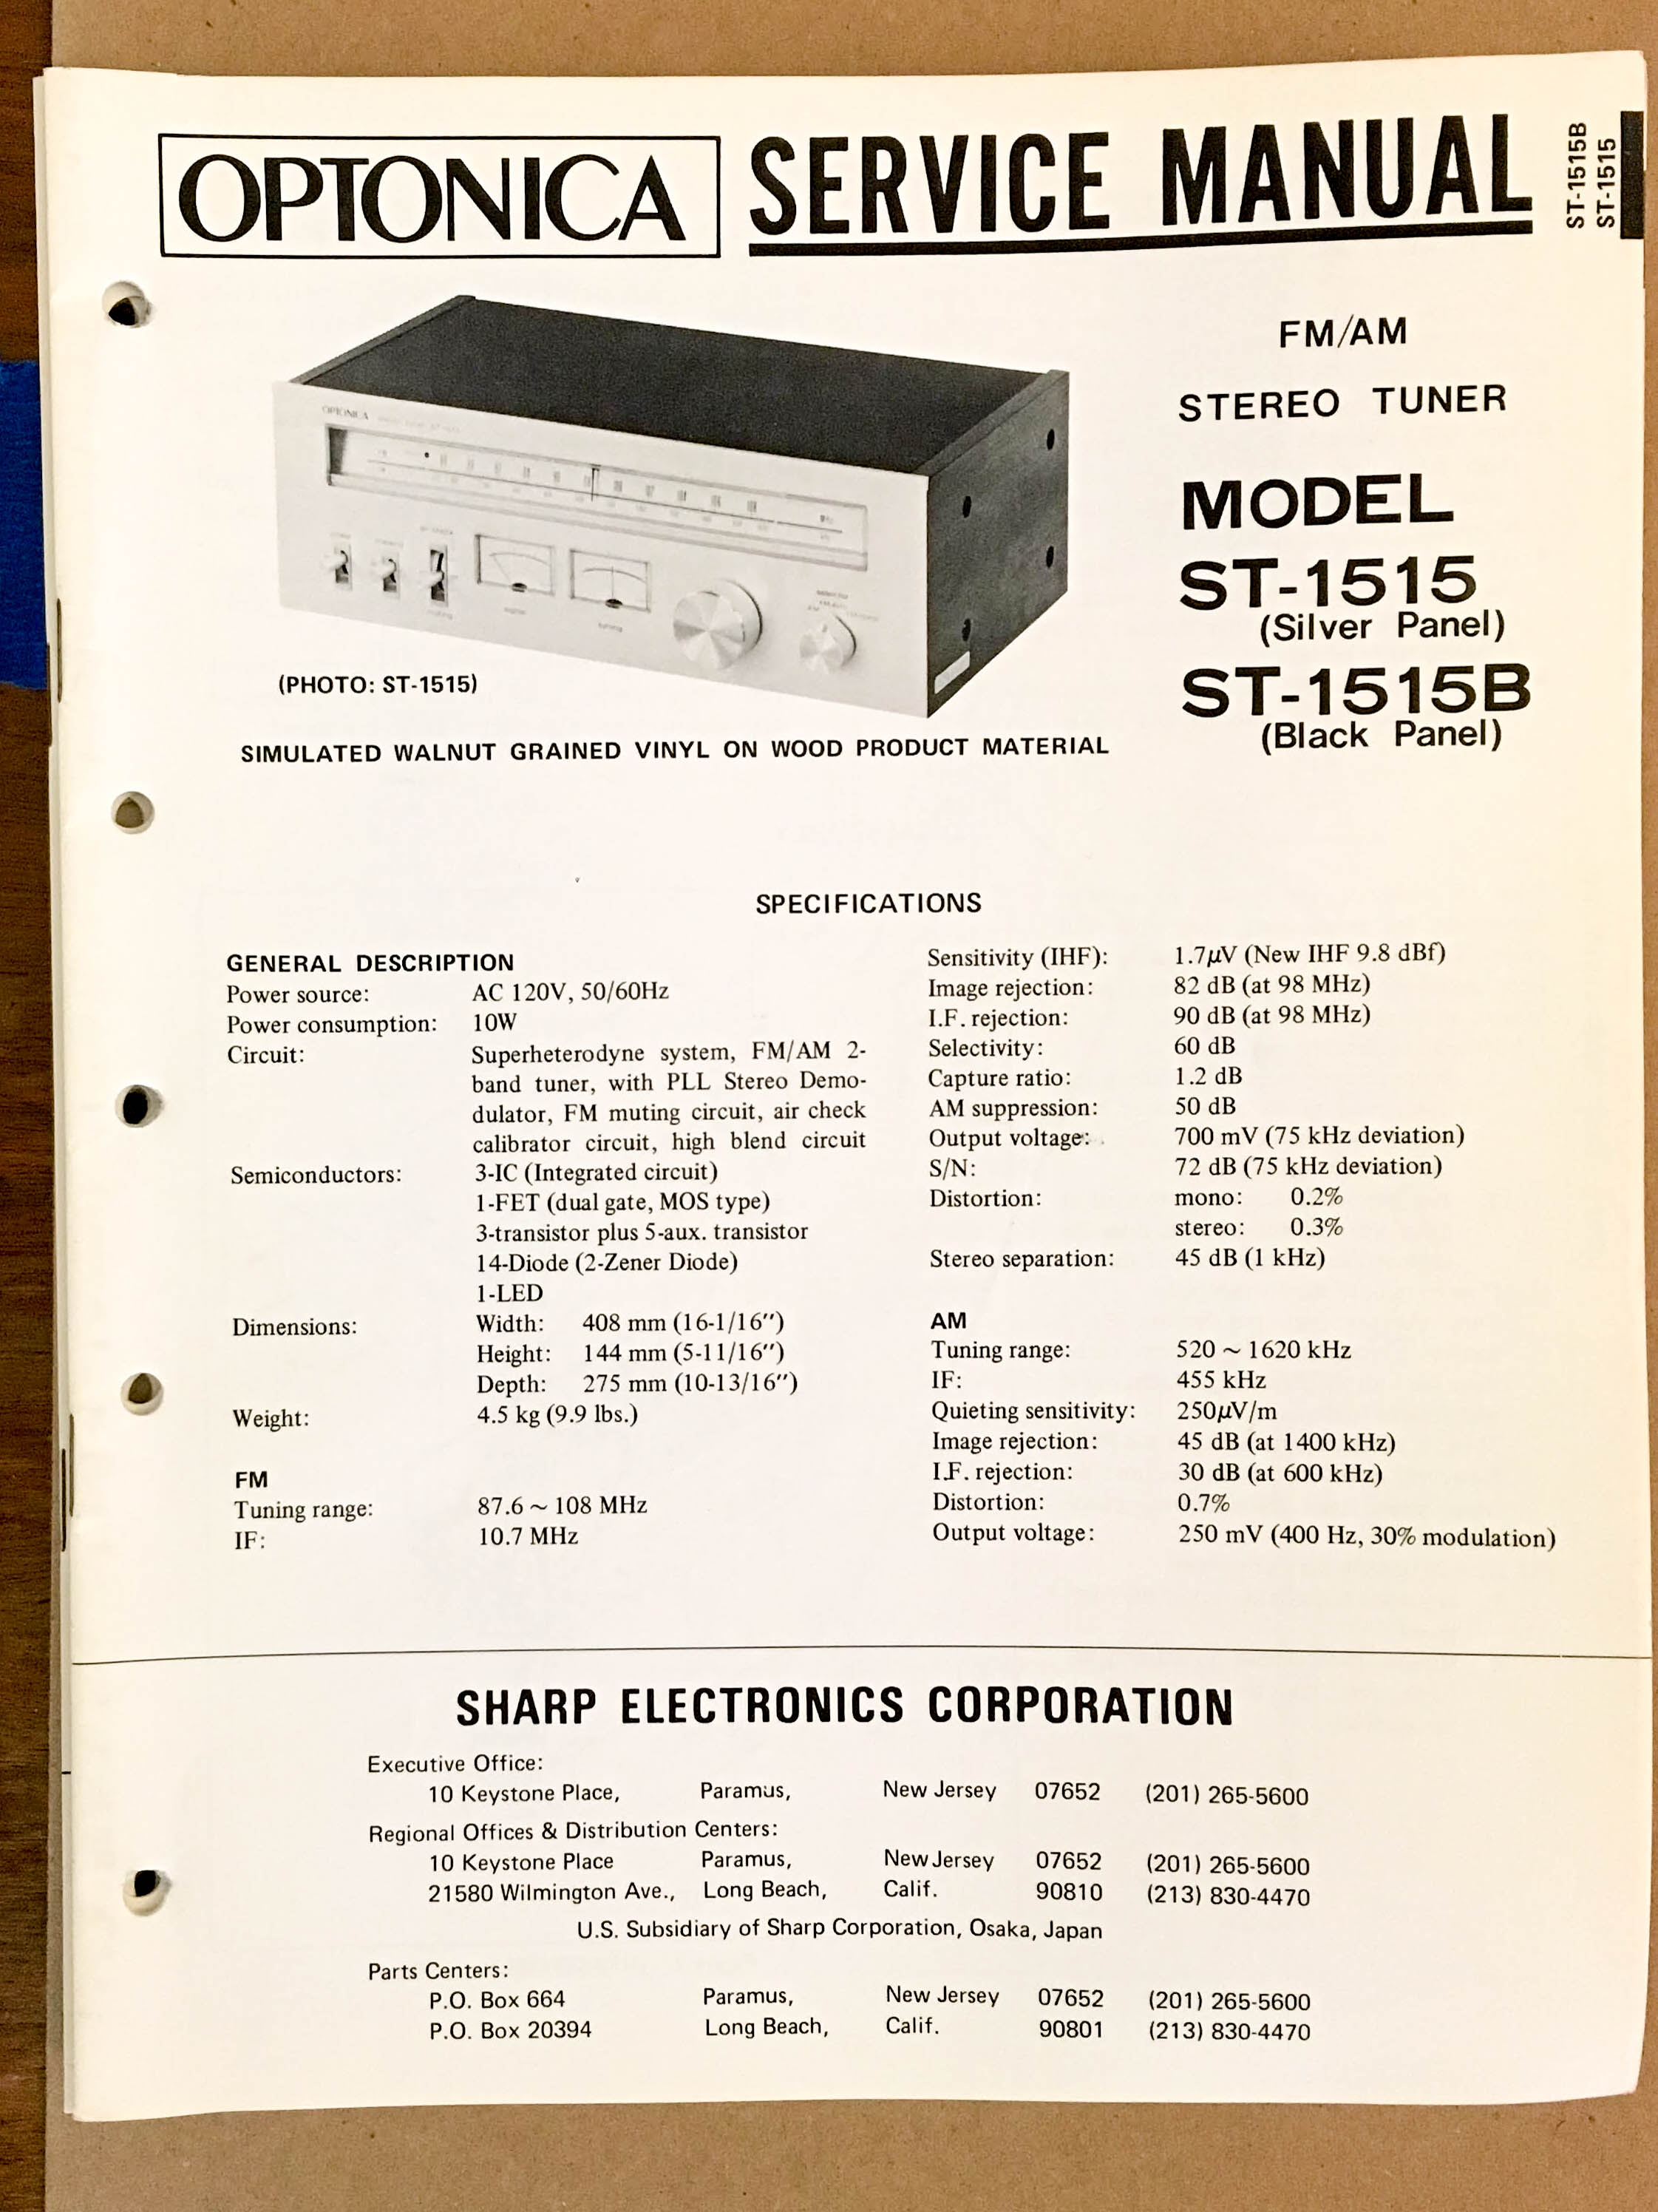 OPTONICA SERVICE MANUAL
ST-1515B
ST-1515
FM/AM
STEREO TUNER
MODEL
ST-1515
(Silver Panel)
ST-1515B
(Black Panel)
OPTONICA
(PHOTO: ST-1515)
SIMULATED WALNUT GRAINED VINYL ON WOOD PRODUCT MATERIAL
SPECIFICATIONS
GENERAL DESCRIPTION
Power source: AC 120V, 50/60Hz
Power consumption: 10W
Circuit: Superheterodyne system, FM/AM 2-
band tuner, with PLL Stereo Demo-
dulator, FM muting circuit, air check
calibrator circuit, high blend circuit
Semiconductors: 3-IC (Integrated circuit)
1-FET (dual gate, MOS type)
3-transistor plus 5-aux. transistor
14-Diode (2-Zener Diode)
1-LED
Dimensions: Width: 408 mm (16-1/16″)
Height: 144 mm (5-11/16″)
Depth: 275 mm (10-13/16″)
Weight: 4.5 kg (9.9 lbs.)
FM
Tuning range: 87.6 ~ 108 MHz
IF: 10.7 MHz
Sensitivity (IHF): 1.7μV (New IHF 9.8 dBf)
Image rejection: 82 dB (at 98 MHz)
I.F. rejection: 90 dB (at 98 MHz)
Selectivity: 60 dB
Capture ratio: 1.2 dB
AM suppression: 50 dB
Output voltage: 700 mV (75 kHz deviation)
S/N: 72 dB (75 kHz deviation)
Distortion: mono: 0.2%
stereo: 0.3%
Stereo separation: 45 dB (1 kHz)
AM
Tuning range: 520 ~ 1620 kHz
IF: 455 kHz
Quieting sensitivity: 250μV/m
Image rejection: 45 dB (at 1400 kHz)
I.F. rejection: 30 dB (at 600 kHz)
Distortion: 0.7%
Output voltage: 250 mV (400 Hz, 30% modulation)
SHARP ELECTRONICS CORPORATION
Executive Office:
10 Keystone Place, Paramus, New Jersey 07652 (201) 265-5600
Regional Offices & Distribution Centers:
10 Keystone Place Paramus, New Jersey 07652 (201) 265-5600
21580 Wilmington Ave., Long Beach, Calif. 90810 (213) 830-4470
U.S. Subsidiary of Sharp Corporation, Osaka, Japan
Parts Centers:
P.O. Box 664 Paramus, New Jersey 07652 (201) 265-5600
P.O. Box 20394 Long Beach, Calif. 90801 (213) 830-4470